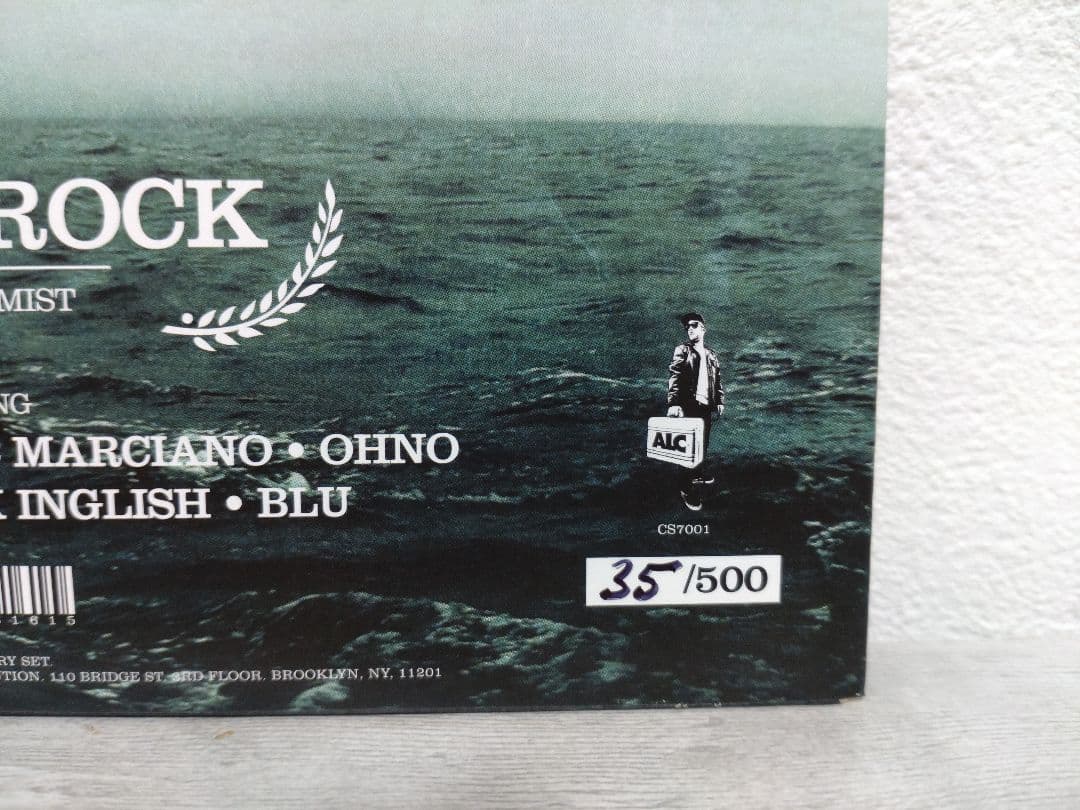 ROCK
MIST
NG
MARCIANO • OHNO
INGLISH • BLU
ALC
CS7001
35/500
1615
RY SET.
TION. 110 BRIDGE ST. 3RD FLOOR. BROOKLYN, NY, 11201